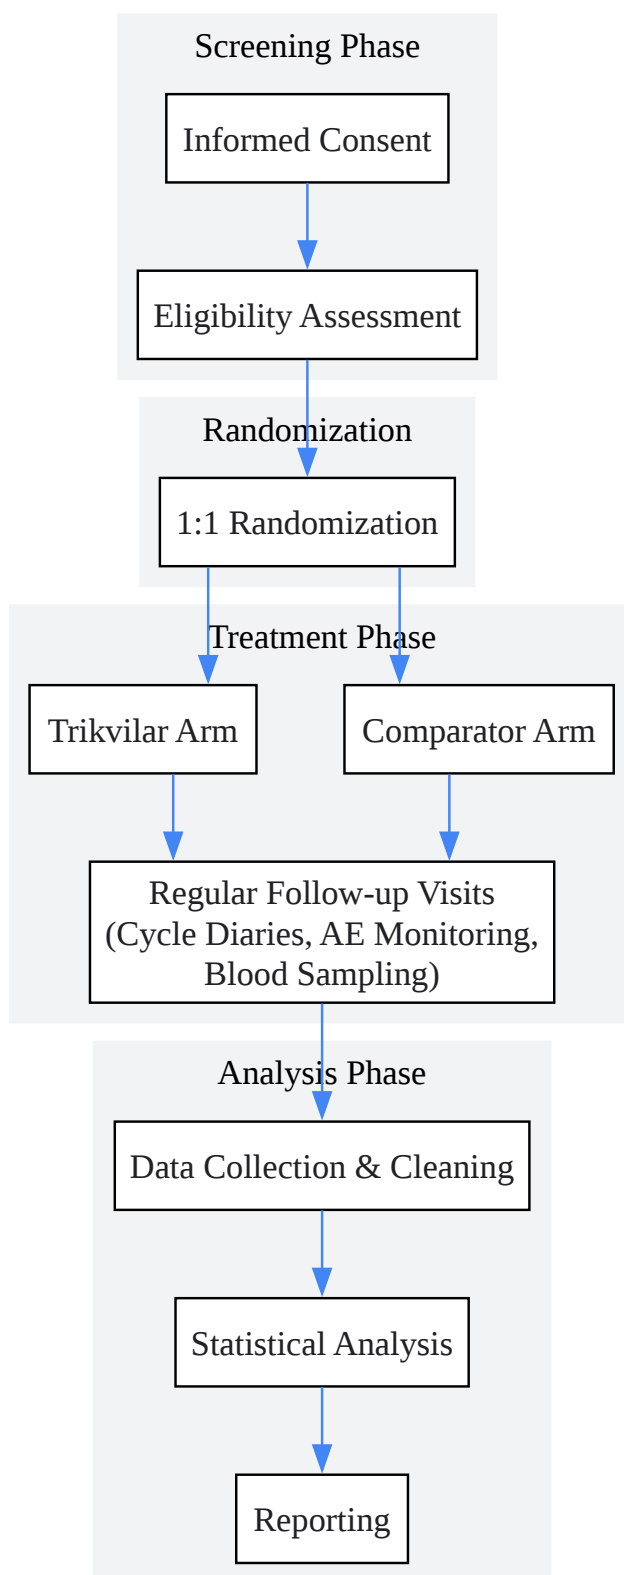 Screening Phase
Informed Consent
Eligibility Assessment
Randomization
1:1 Randomization
Treatment Phase
Trikvilar Arm
Comparator Arm
Regular Follow-up Visits
(Cycle Diaries, AE Monitoring,
Blood Sampling)
Analysis Phase
Data Collection & Cleaning
Statistical Analysis
Reporting